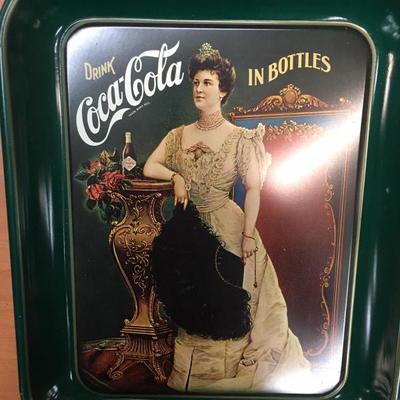 DRINK
Coca-Cola
IN BOTTLES